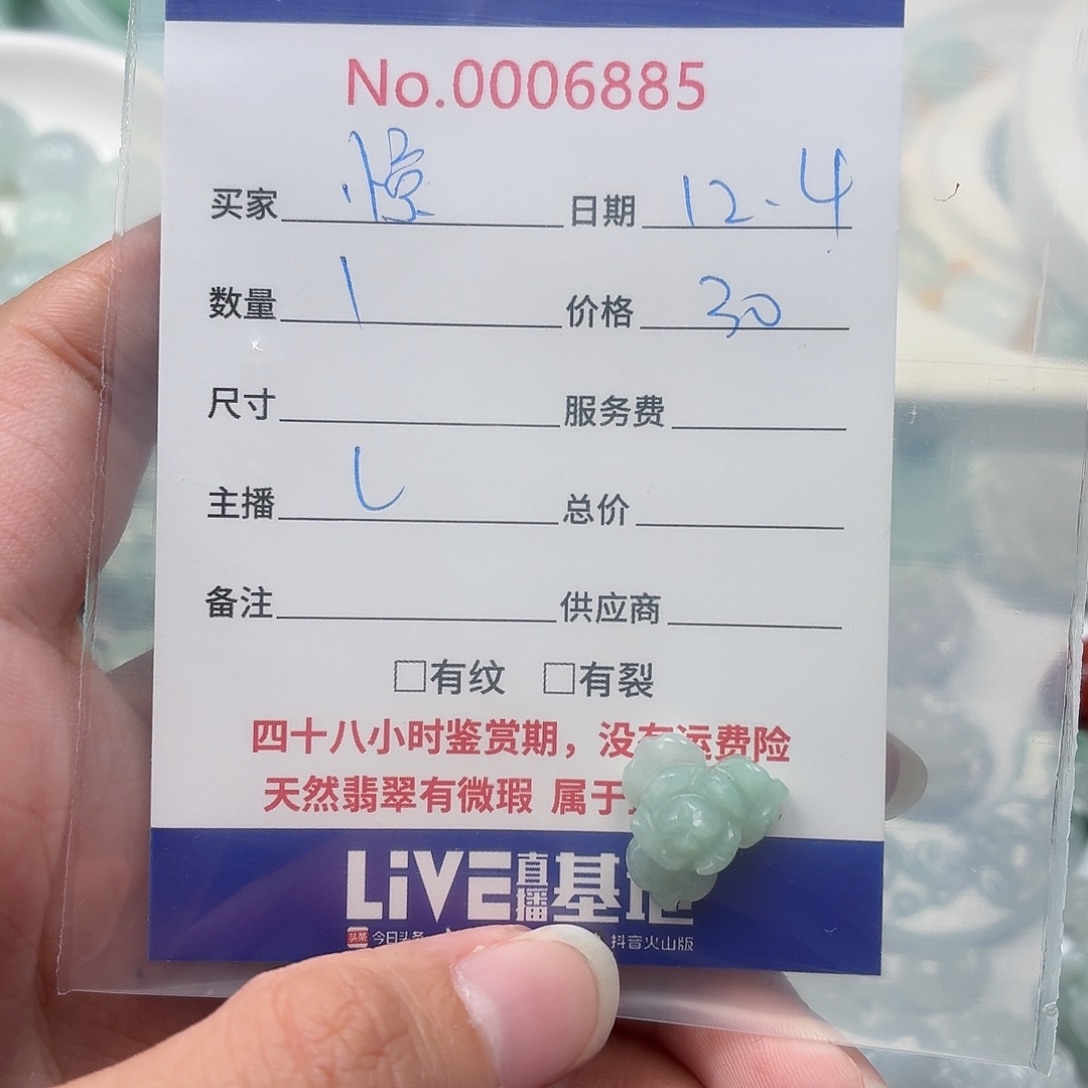 No.0006885
买家 惊 日期 12.4
数量 1 价格 30
尺寸 服务费
主播 L 总价
备注 供应商
□有纹 □有裂
四十八小时鉴赏期，没有运费险
天然翡翠有微瑕 属于
LiVE直播基地
头条 今日头条 抖音火山版